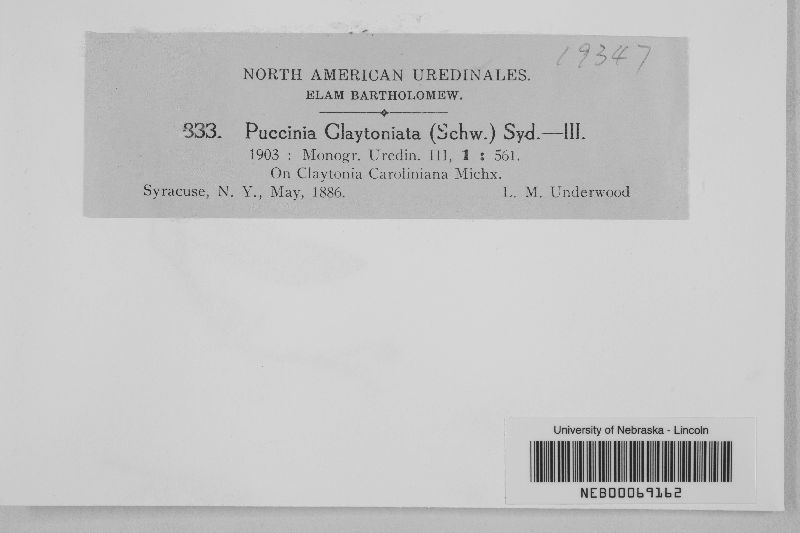 19347
NORTH AMERICAN UREDINALES.
ELAM BARTHOLOMEW.
833. Puccinia Claytoniata (Schw.) Syd.—III.
1903 : Monogr. Uredin. III, 1 : 561.
On Claytonia Caroliniana Michx.
Syracuse, N. Y., May, 1886. L. M. Underwood
University of Nebraska - Lincoln
NEB00069162